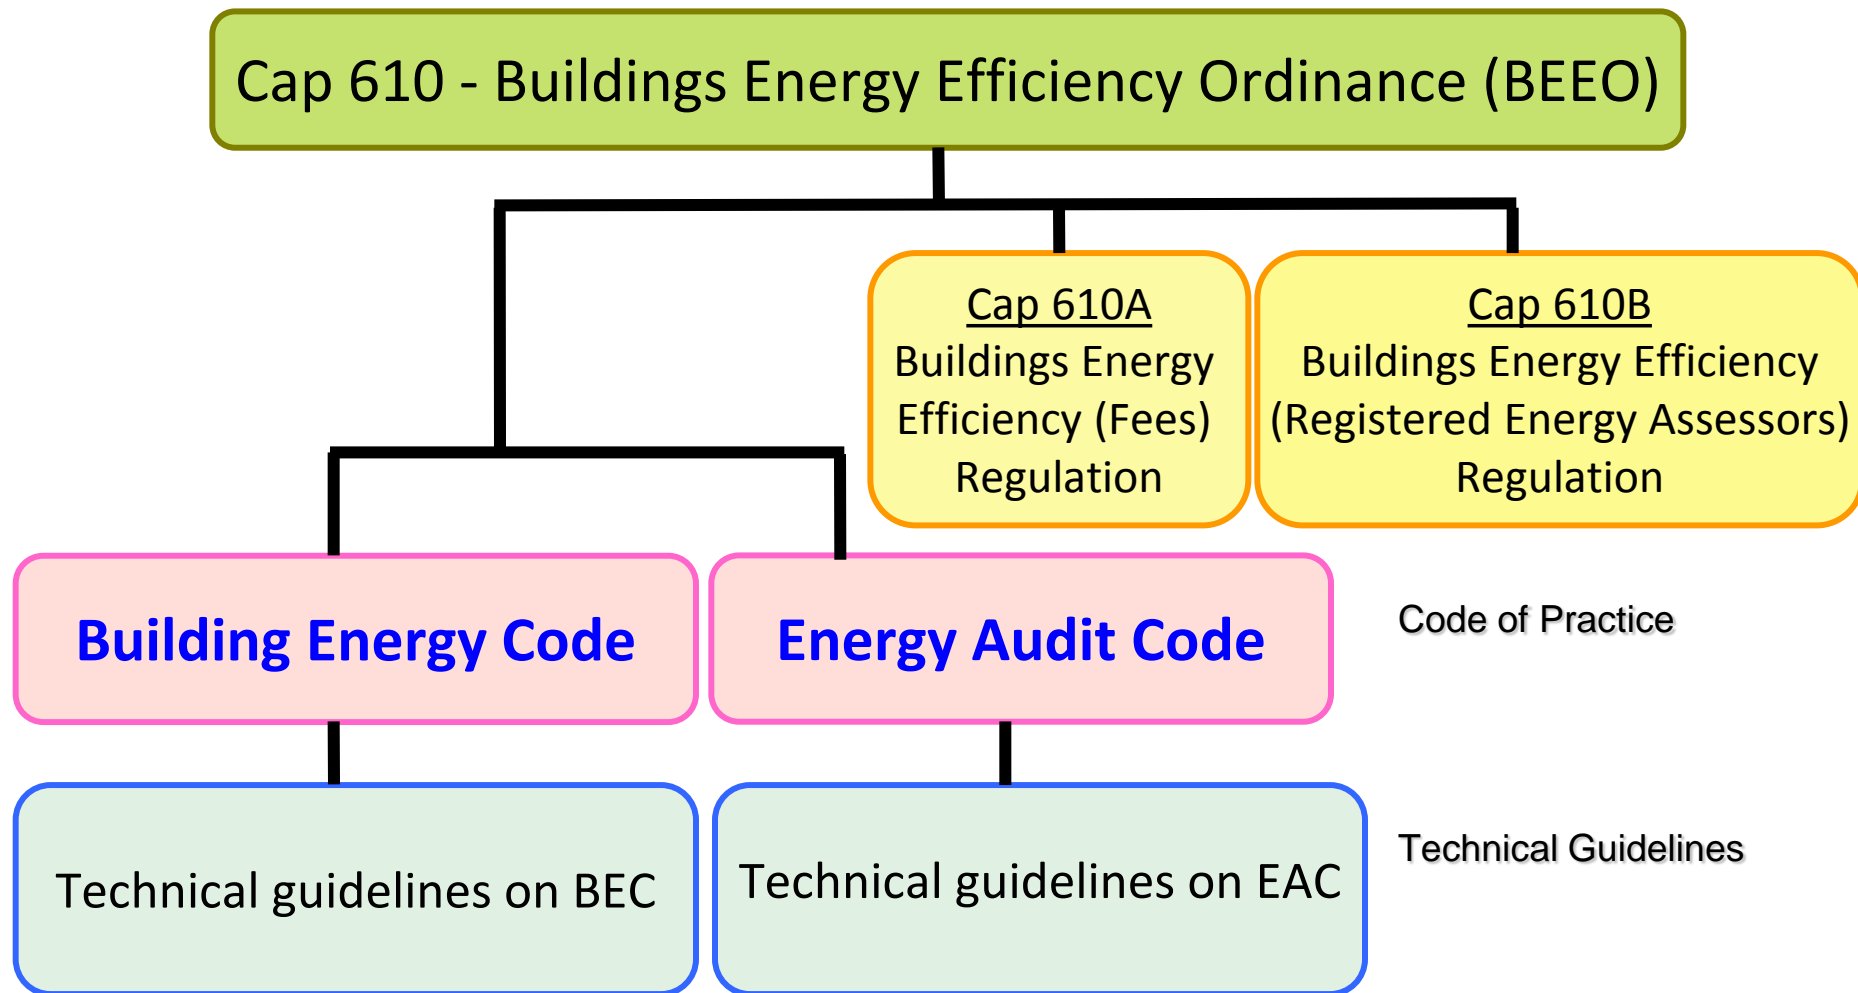 Cap 610 - Buildings Energy Efficiency Ordinance (BEEO)
Cap 610A
Buildings Energy
Efficiency (Fees)
Regulation
Cap 610B
Buildings Energy Efficiency
(Registered Energy Assessors)
Regulation
Building Energy Code
Energy Audit Code
Code of Practice
Technical guidelines on BEC
Technical guidelines on EAC
Technical Guidelines